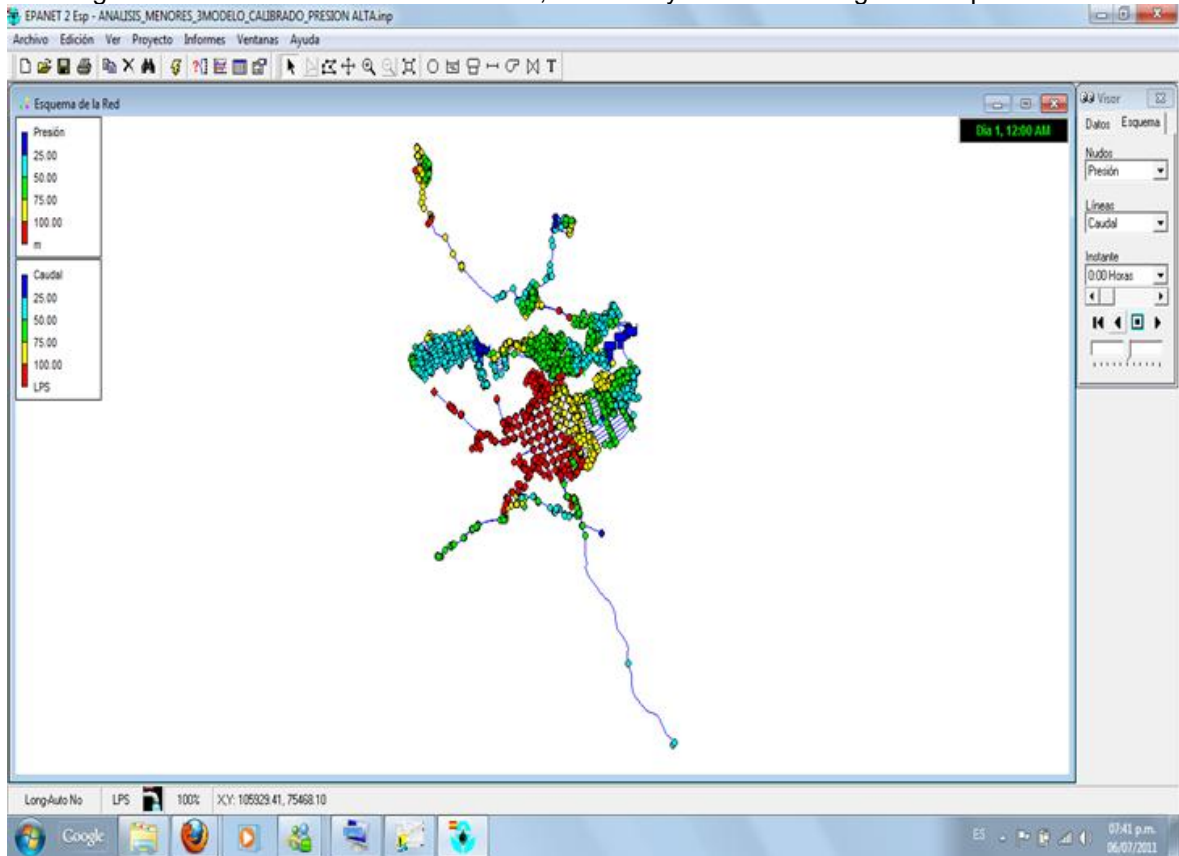 EPANET 2 Esp - ANALISIS_MENORES_3MODELO_CALIBRADO_PRESION ALTA.inp
Archivo Edición Ver Proyecto Informes Ventanas Ayuda
T
Esquema de la Red
Presión
25.00
50.00
75.00
100.00
m
Caudal
25.00
50.00
75.00
100.00
LPS
Día 1, 12:00 AM
Visor
Datos Esquema
Nudos
Presión
Líneas
Caudal
Instante
0:00 Horas
Long-Auto No LPS 100% X,Y: 105929.41, 75468.10
Google ES 07:41 p.m.
06/07/2011